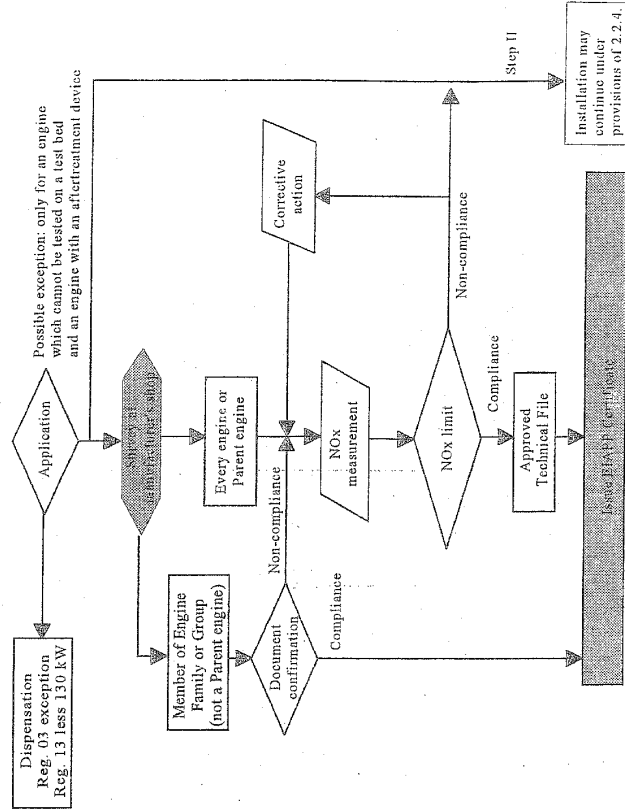 Possible exception: only for an engine
which cannot be tested on a test bed
and an engine with an aftertreatment device
Application
Dispensation
Reg. 03 exception
Reg. 13 less 130 kW
Survey at
manufacturer's shop
Every engine or
Parent engine
Member of Engine
Family or Group
(not a Parent engine)
Corrective
action
Non-compliance
Document
confirmation
Compliance
NOx
measurement
Non-compliance
NOx limit
Compliance
Approved
Technical File
Step II
Installation may
continue under
provisions of 2.2.4.
Issue EIAPP Certificate